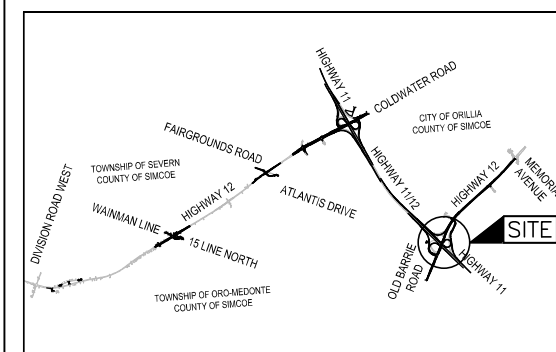 HIGHWAY 11
COLDWATER ROAD
CITY OF ORILLIA
COUNTY OF SIMCOE
FAIRGROUNDS ROAD
TOWNSHIP OF SEVERN
COUNTY OF SIMCOE
HIGHWAY 11/12
HIGHWAY 12
MEMORIAL
AVENUE
ATLANTIS DRIVE
HIGHWAY 12
WAINMAN LINE
DIVISION ROAD WEST
15 LINE NORTH
SITE
OLD BARRIE
ROAD
HIGHWAY 11
TOWNSHIP OF ORO-MEDONTE
COUNTY OF SIMCOE